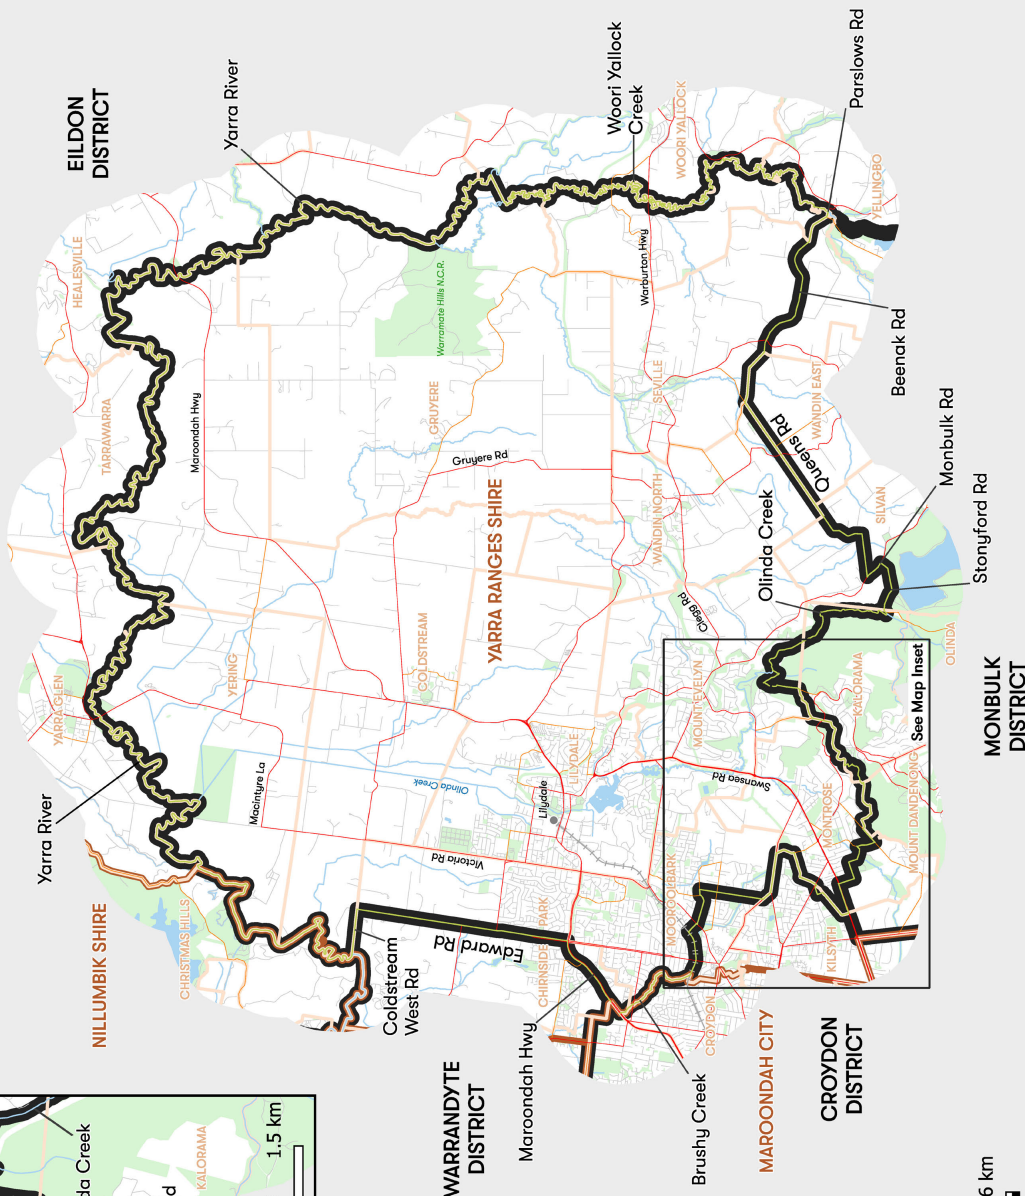 EILDON
DISTRICT
Yarra River
Woori Yallock
Creek
Parslows Rd
HEALESVILLE
WOORI YALLOCK
YELLINGBO
Warramate Hills N.C.R.
Warburton Hwy
Beenak Rd
TARRAWARRA
Maroondah Hwy
GRUYERE
Gruyere Rd
SEVILLE
WANDIN EAST
Queens Rd
Monbulk Rd
SILVAN
Olinda Creek
Stonyford Rd
YARRA RANGES SHIRE
WANDIN NORTH
Clegg Rd
YARRA GLEN
YERING
COLDSTREAM
MOUNT EVELYN
KALORAMA
OLINDA
See Map Inset
MONBULK
DISTRICT
Yarra River
Macintyre La
Olinda Creek
LILYDALE
Lilydale
Swansea Rd
MONTROSE
MOUNT DANDENONG
Victoria Rd
MOOROOLBARK
NILLUMBIK SHIRE
CHRISTMAS HILLS
Edward Rd
CHIRNSIDE PARK
KILSYTH
Coldstream
West Rd
Maroondah Hwy
CROYDON
Brushy Creek
WARRANDYTE
DISTRICT
MAROONDAH CITY
CROYDON
DISTRICT
da Creek
KALORAMA
d
1.5 km
6 km